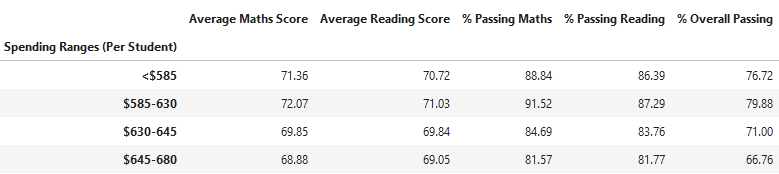 Average Maths Score Average Reading Score % Passing Maths % Passing Reading % Overall Passing
Spending Ranges (Per Student)
<$585 71.36 70.72 88.84 86.39 76.72
$585-630 72.07 71.03 91.52 87.29 79.88
$630-645 69.85 69.84 84.69 83.76 71.00
$645-680 68.88 69.05 81.57 81.77 66.76